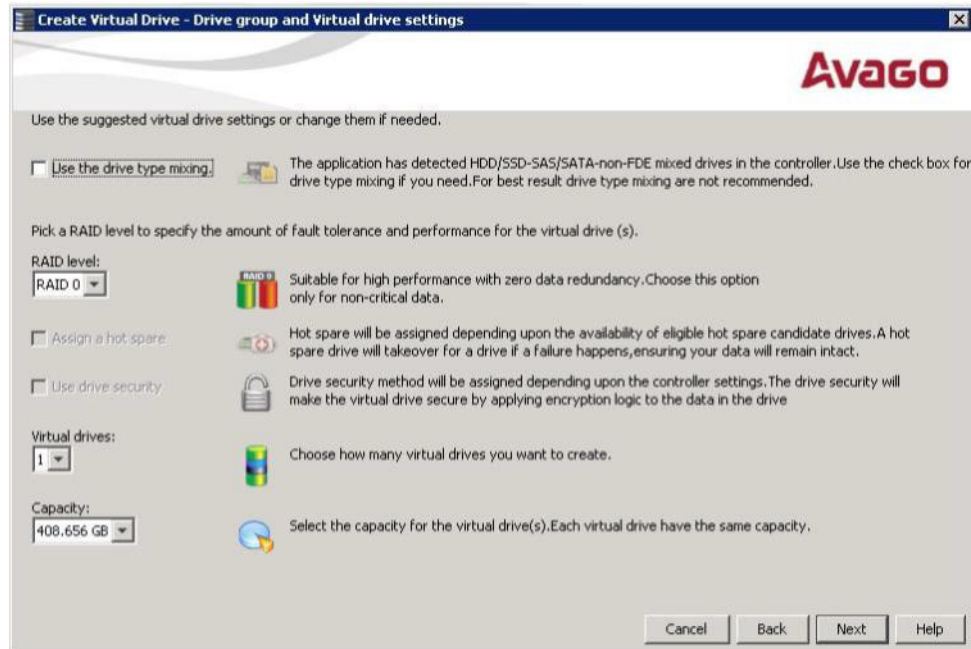 Create Virtual Drive - Drive group and Virtual drive settings
Avago
Use the suggested virtual drive settings or change them if needed.
Use the drive type mixing.
The application has detected HDD/SSD-SAS/SATA-non-FDE mixed drives in the controller.Use the check box for
drive type mixing if you need.For best result drive type mixing are not recommended.
Pick a RAID level to specify the amount of fault tolerance and performance for the virtual drive (s).
RAID level:
RAID 0
RAID 0
Suitable for high performance with zero data redundancy.Choose this option
only for non-critical data.
Assign a hot spare
Hot spare will be assigned depending upon the availability of eligible hot spare candidate drives.A hot
spare drive will takeover for a drive if a failure happens,ensuring your data will remain intact.
Use drive security
Drive security method will be assigned depending upon the controller settings.The drive security will
make the virtual drive secure by applying encryption logic to the data in the drive
Virtual drives:
1
Choose how many virtual drives you want to create.
Capacity:
408.656 GB
Select the capacity for the virtual drive(s).Each virtual drive have the same capacity.
Cancel
Back
Next
Help